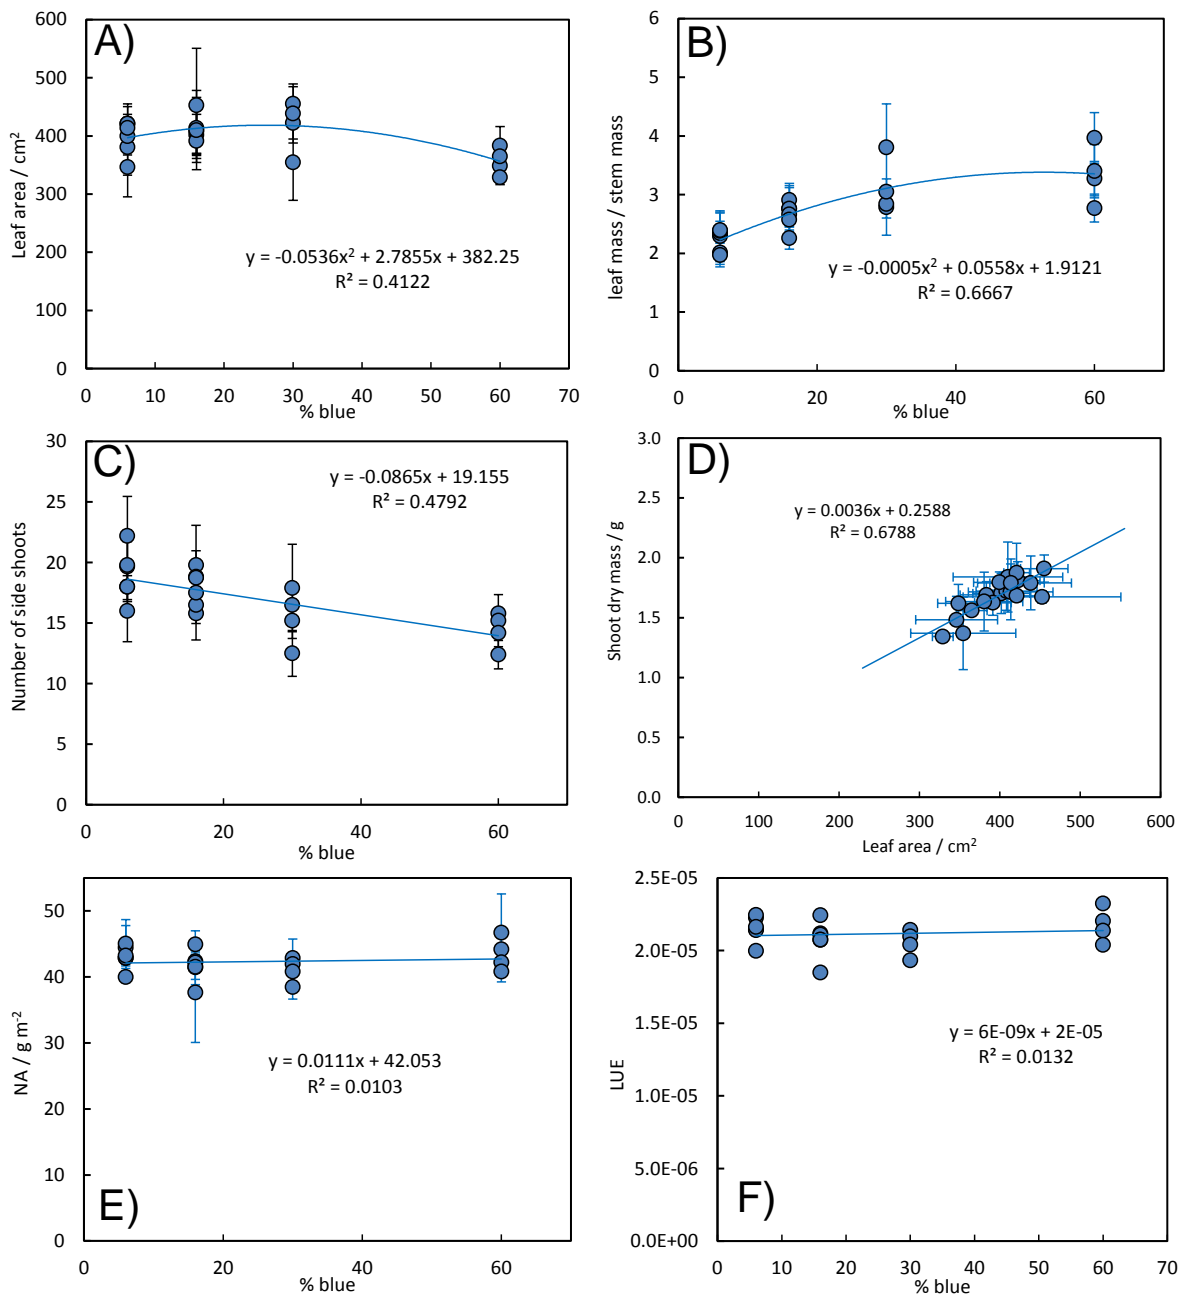 A)
600
500
400
300
200
100
0
Leaf area / cm²
y = -0.0536x² + 2.7855x + 382.25
R² = 0.4122
0 10 20 30 40 50 60 70
% blue
B)
6
5
4
3
2
1
0
leaf mass / stem mass
y = -0.0005x² + 0.0558x + 1.9121
R² = 0.6667
0 20 40 60
% blue
C)
30
25
20
15
10
5
0
Number of side shoots
y = -0.0865x + 19.155
R² = 0.4792
0 20 40 60
% blue
D)
3.0
2.5
2.0
1.5
1.0
0.5
0.0
Shoot dry mass / g
y = 0.0036x + 0.2588
R² = 0.6788
0 100 200 300 400 500 600
Leaf area / cm²
E)
50
40
30
20
10
0
NA / g m⁻²
y = 0.0111x + 42.053
R² = 0.0103
0 10 20 30 40 50 60
% blue
F)
2.5E-05
2.0E-05
1.5E-05
1.0E-05
5.0E-06
0.0E+00
LUE
y = 6E-09x + 2E-05
R² = 0.0132
0 10 20 30 40 50 60 70
% blue